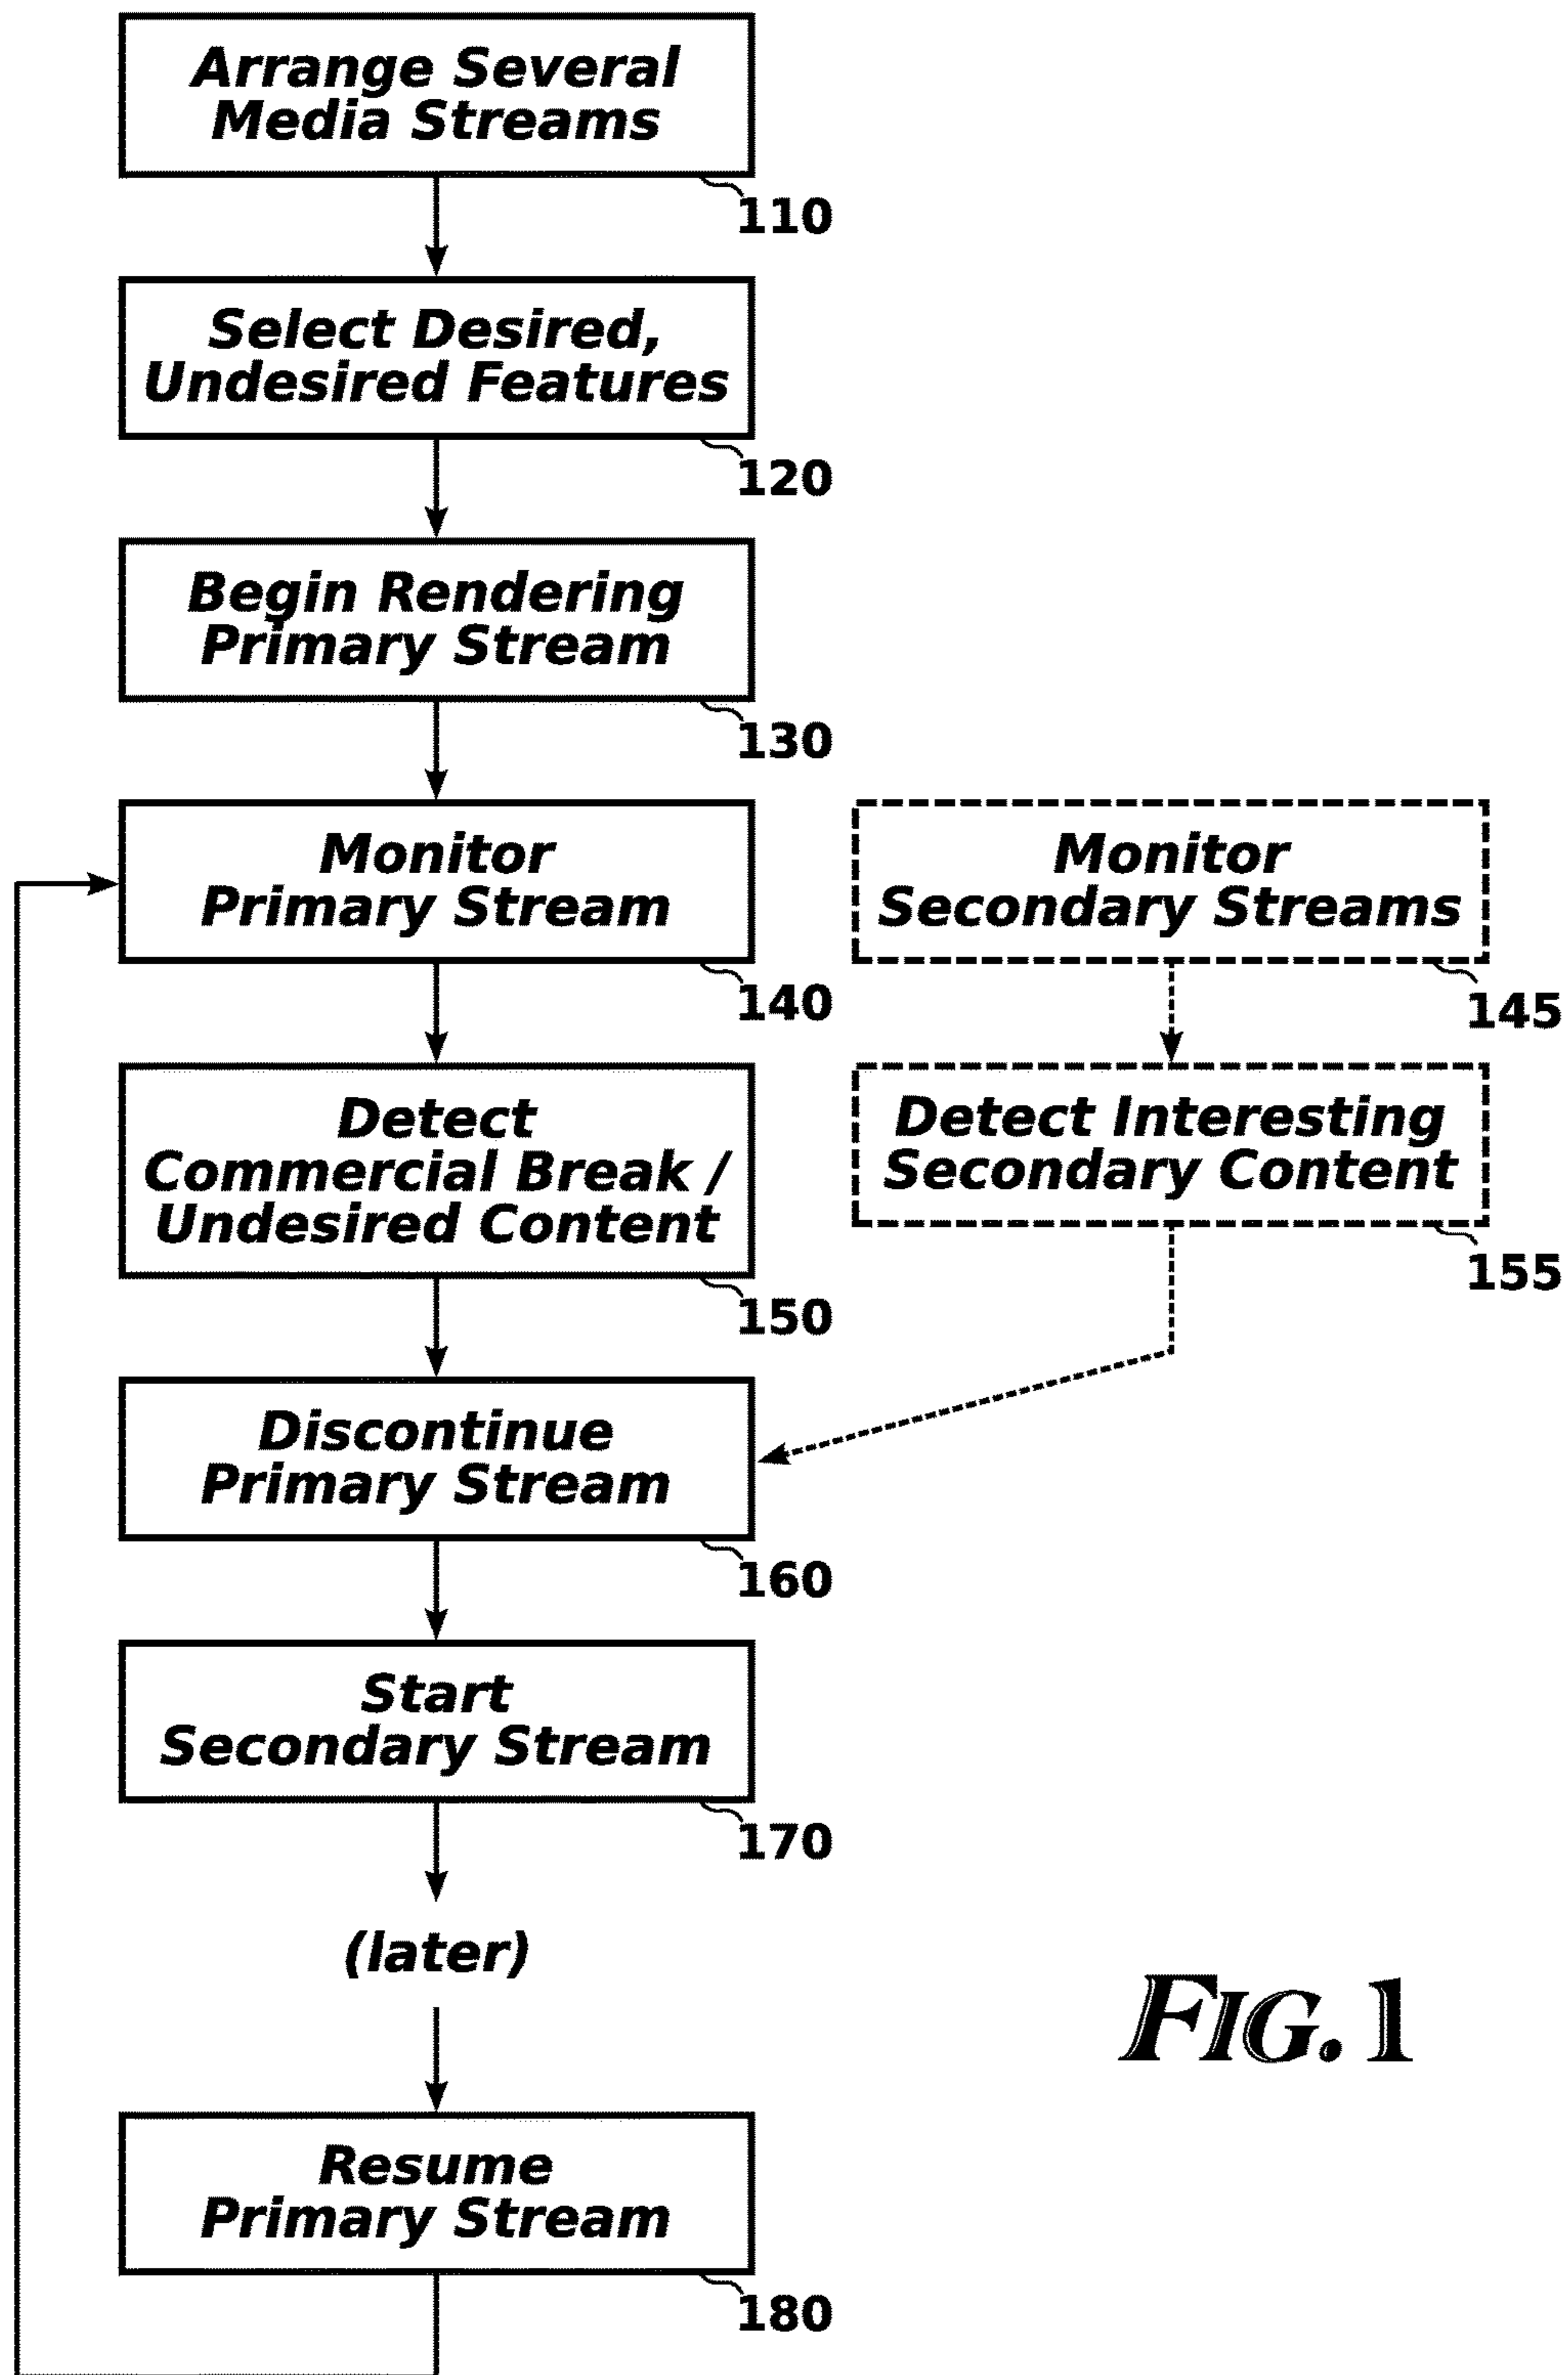 Arrange Several
Media Streams
110
Select Desired,
Undesired Features
120
Begin Rendering
Primary Stream
130
Monitor
Primary Stream
140
Monitor
Secondary Streams
145
Detect
Commercial Break /
Undesired Content
150
Detect Interesting
Secondary Content
155
Discontinue
Primary Stream
160
Start
Secondary Stream
170
(later)
Resume
Primary Stream
180
FIG. 1